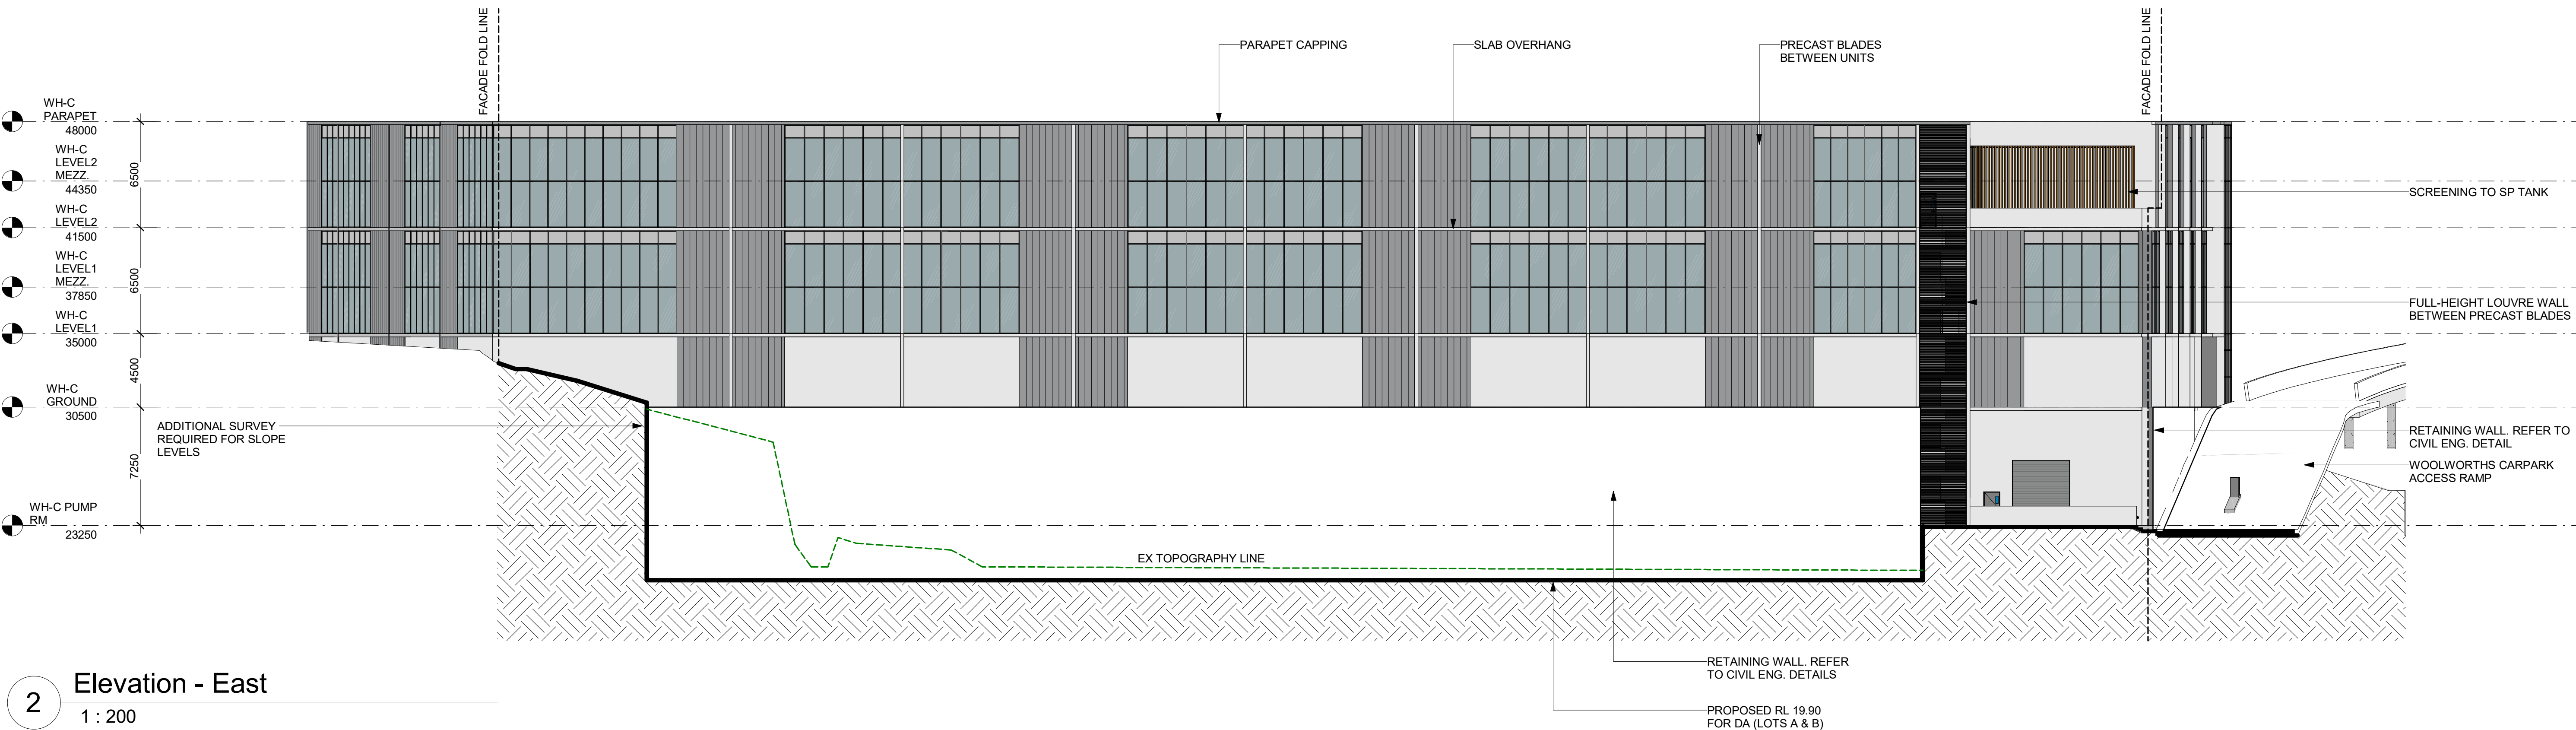 FACADE FOLD LINE
FACADE FOLD LINE
PARAPET CAPPING
SLAB OVERHANG
PRECAST BLADES
BETWEEN UNITS
WH-C
PARAPET
48000
WH-C
LEVEL2
MEZZ.
44350
WH-C
LEVEL2
41500
WH-C
LEVEL1
MEZZ.
37850
WH-C
LEVEL1
35000
WH-C
GROUND
30500
WH-C PUMP
RM
23250
6500
6500
4500
7250
ADDITIONAL SURVEY
REQUIRED FOR SLOPE
LEVELS
EX TOPOGRAPHY LINE
SCREENING TO SP TANK
FULL-HEIGHT LOUVRE WALL
BETWEEN PRECAST BLADES
RETAINING WALL. REFER TO
CIVIL ENG. DETAIL
WOOLWORTHS CARPARK
ACCESS RAMP
RETAINING WALL. REFER
TO CIVIL ENG. DETAILS
PROPOSED RL 19.90
FOR DA (LOTS A & B)
2
Elevation - East
1 : 200